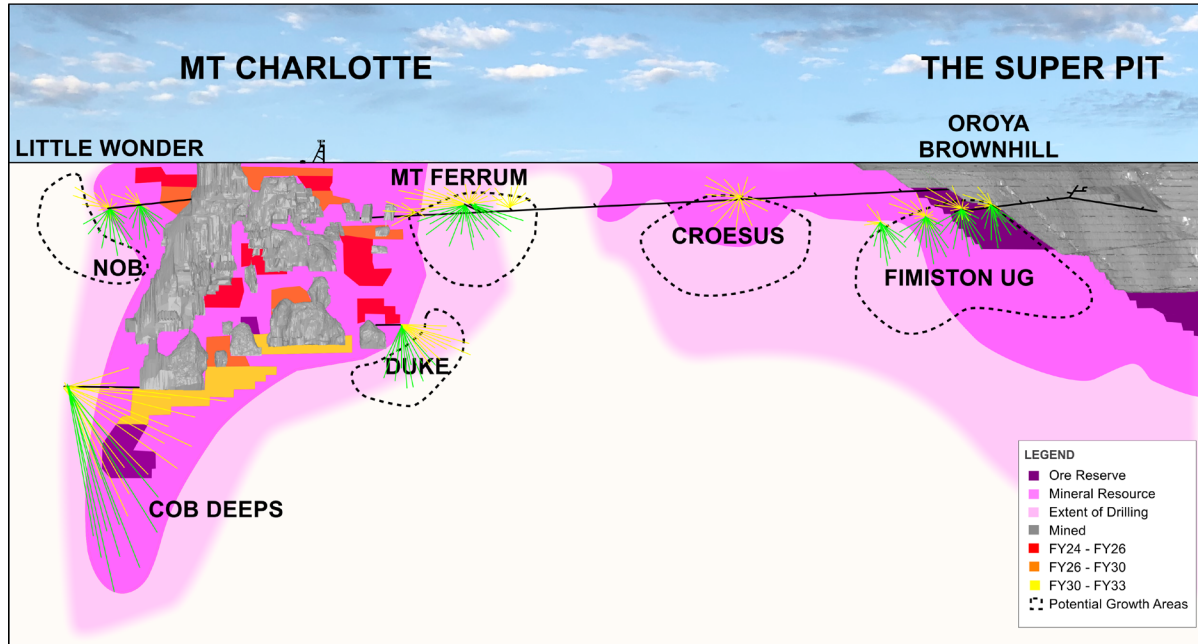 MT CHARLOTTE
THE SUPER PIT
LITTLE WONDER
OROYA
BROWNHILL
MT FERRUM
NOB
CROESUS
FIMISTON UG
DUKE
COB DEEPS
LEGEND
Ore Reserve
Mineral Resource
Extent of Drilling
Mined
FY24 - FY26
FY26 - FY30
FY30 - FY33
Potential Growth Areas